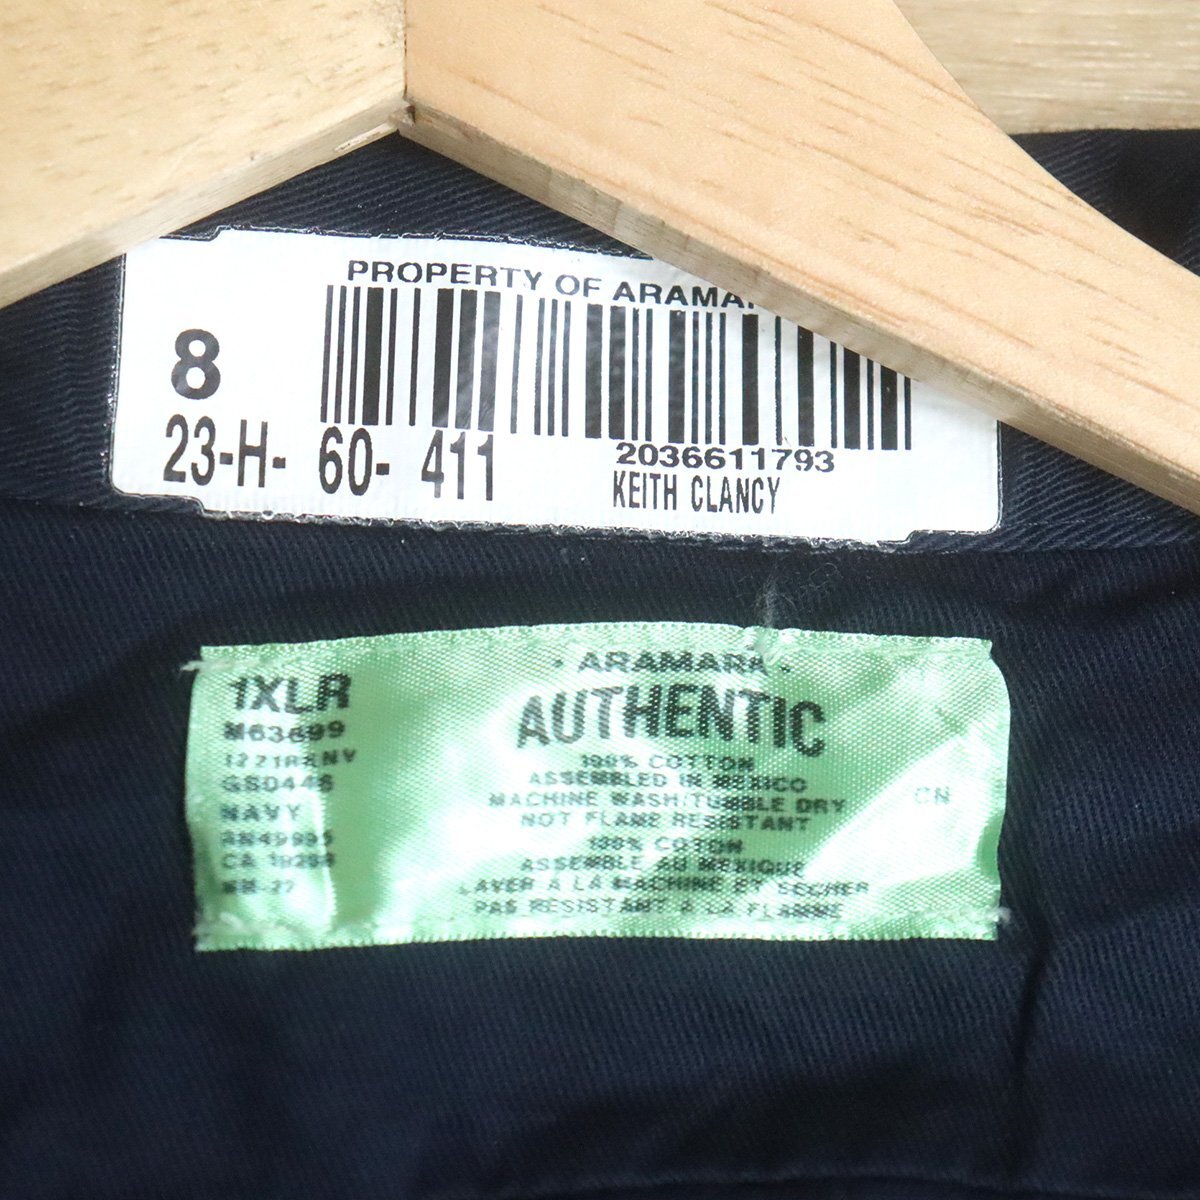 PROPERTY OF
8
23-H- 60- 411
2036611793
KEITH CLANCY
1XLR
M63699
GS0446
NAVY
RN49995
· ARAMARK ·
AUTHENTIC
100% COTTON
ASSEMBLED IN MEXICO
MACHINE WASH/TUMBLE DRY
NOT FLAME RESISTANT
100% COTON
ASSEMBLE AU MEXIQUE
LAVER A LA MACHINE ET SECHER
PAS RESISTANT A LA FLAMME
CN